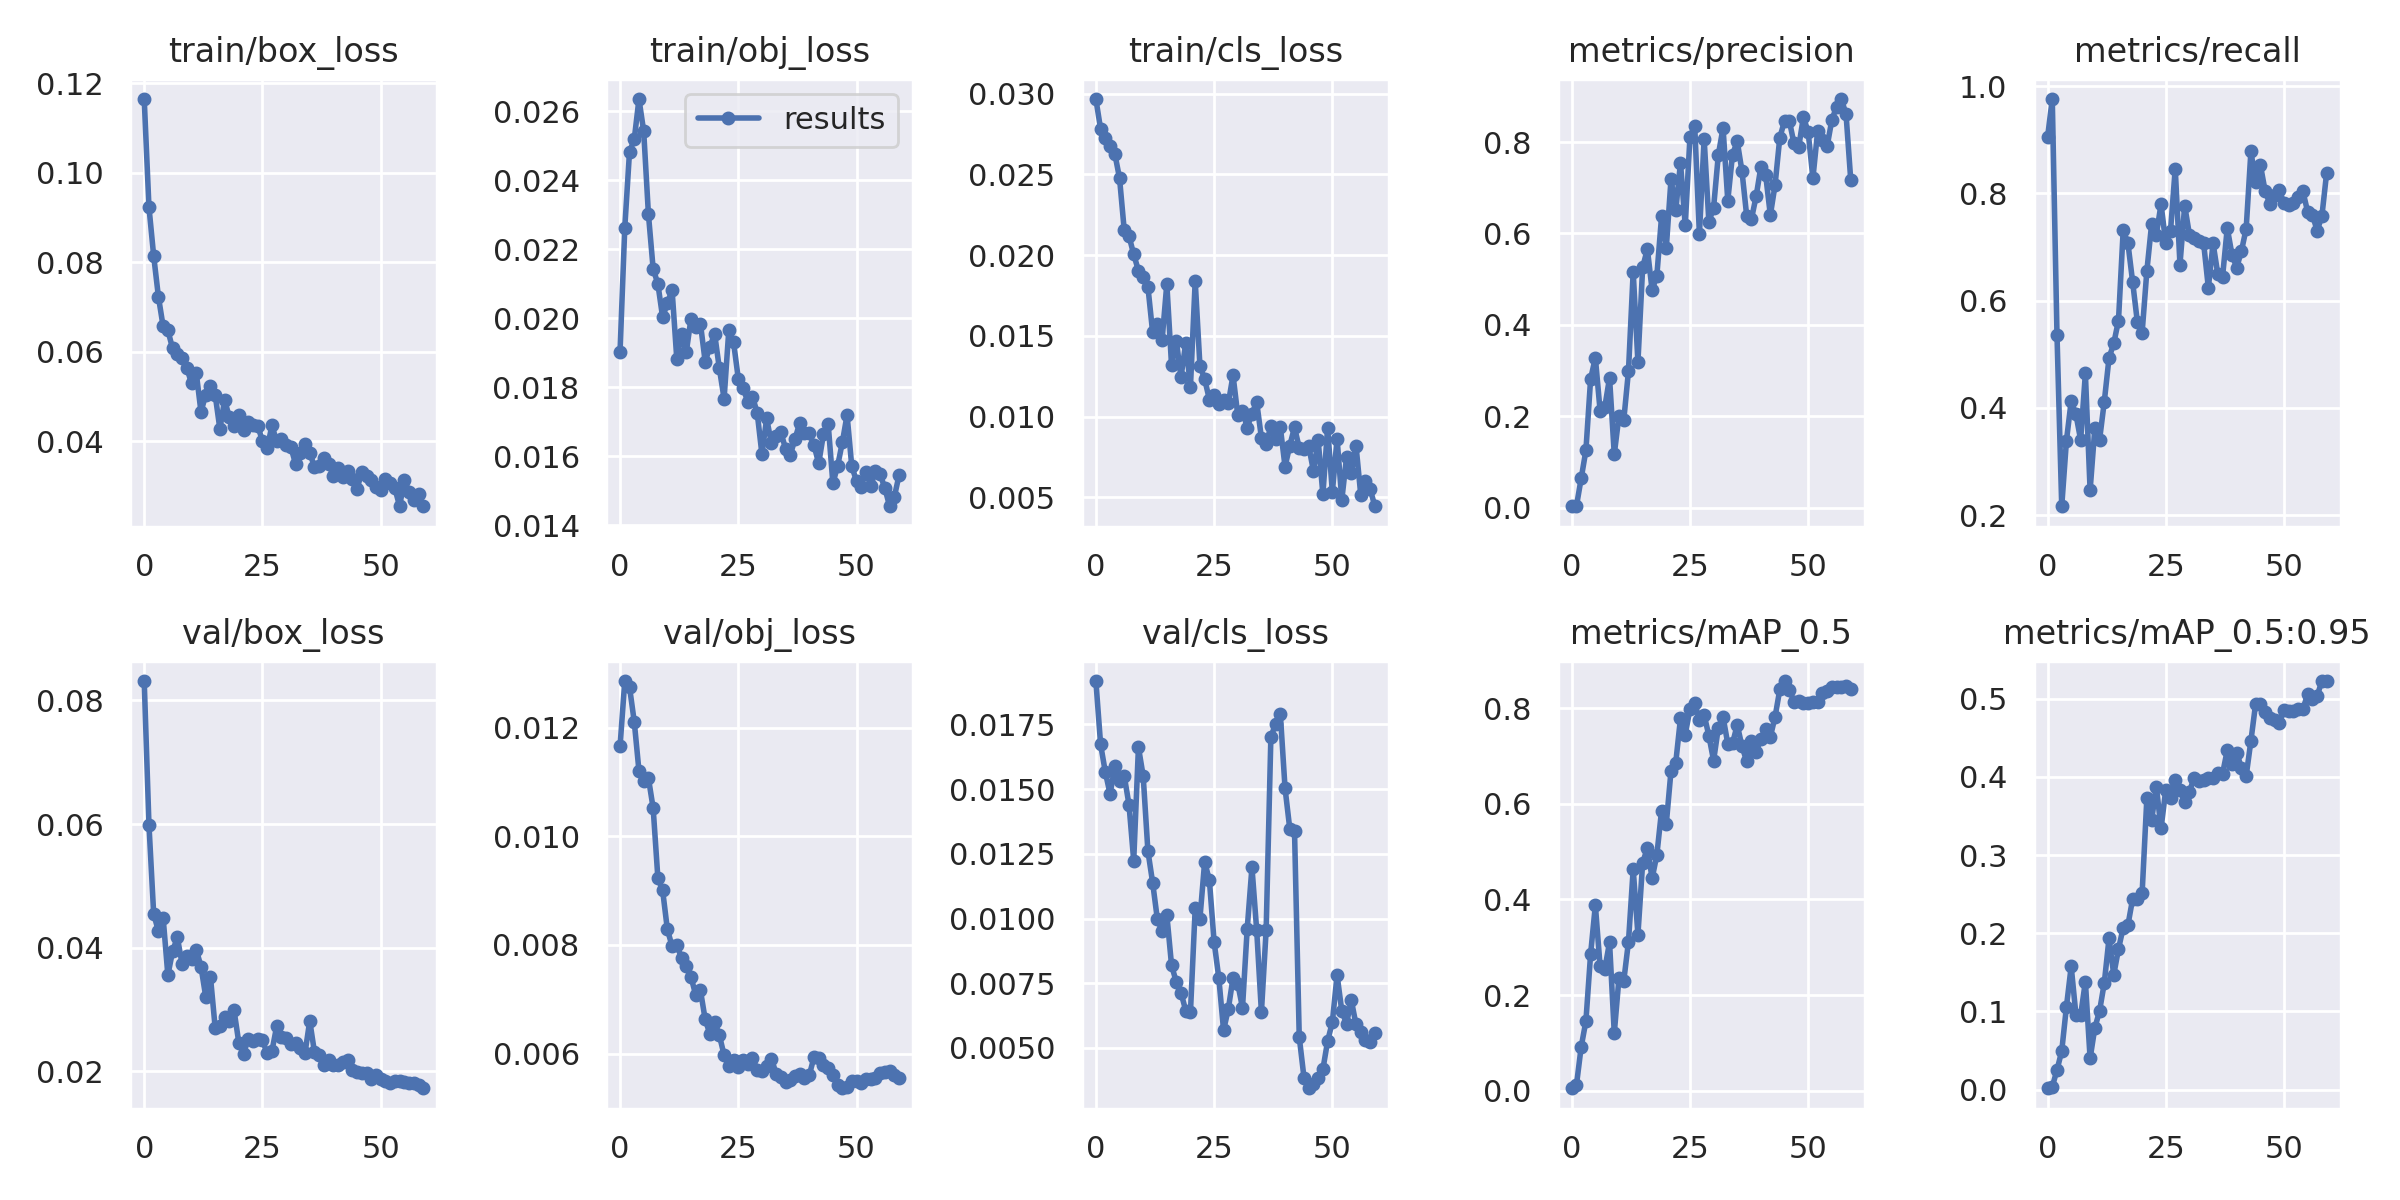 train/box_loss
0.12
0.10
0.08
0.06
0.04
0 25 50
train/obj_loss
results
0.026
0.024
0.022
0.020
0.018
0.016
0.014
0 25 50
train/cls_loss
0.030
0.025
0.020
0.015
0.010
0.005
0 25 50
metrics/precision
0.8
0.6
0.4
0.2
0.0
0 25 50
metrics/recall
1.0
0.8
0.6
0.4
0.2
0 25 50
val/box_loss
0.08
0.06
0.04
0.02
0 25 50
val/obj_loss
0.012
0.010
0.008
0.006
0 25 50
val/cls_loss
0.0175
0.0150
0.0125
0.0100
0.0075
0.0050
0 25 50
metrics/mAP_0.5
0.8
0.6
0.4
0.2
0.0
0 25 50
metrics/mAP_0.5:0.95
0.5
0.4
0.3
0.2
0.1
0.0
0 25 50